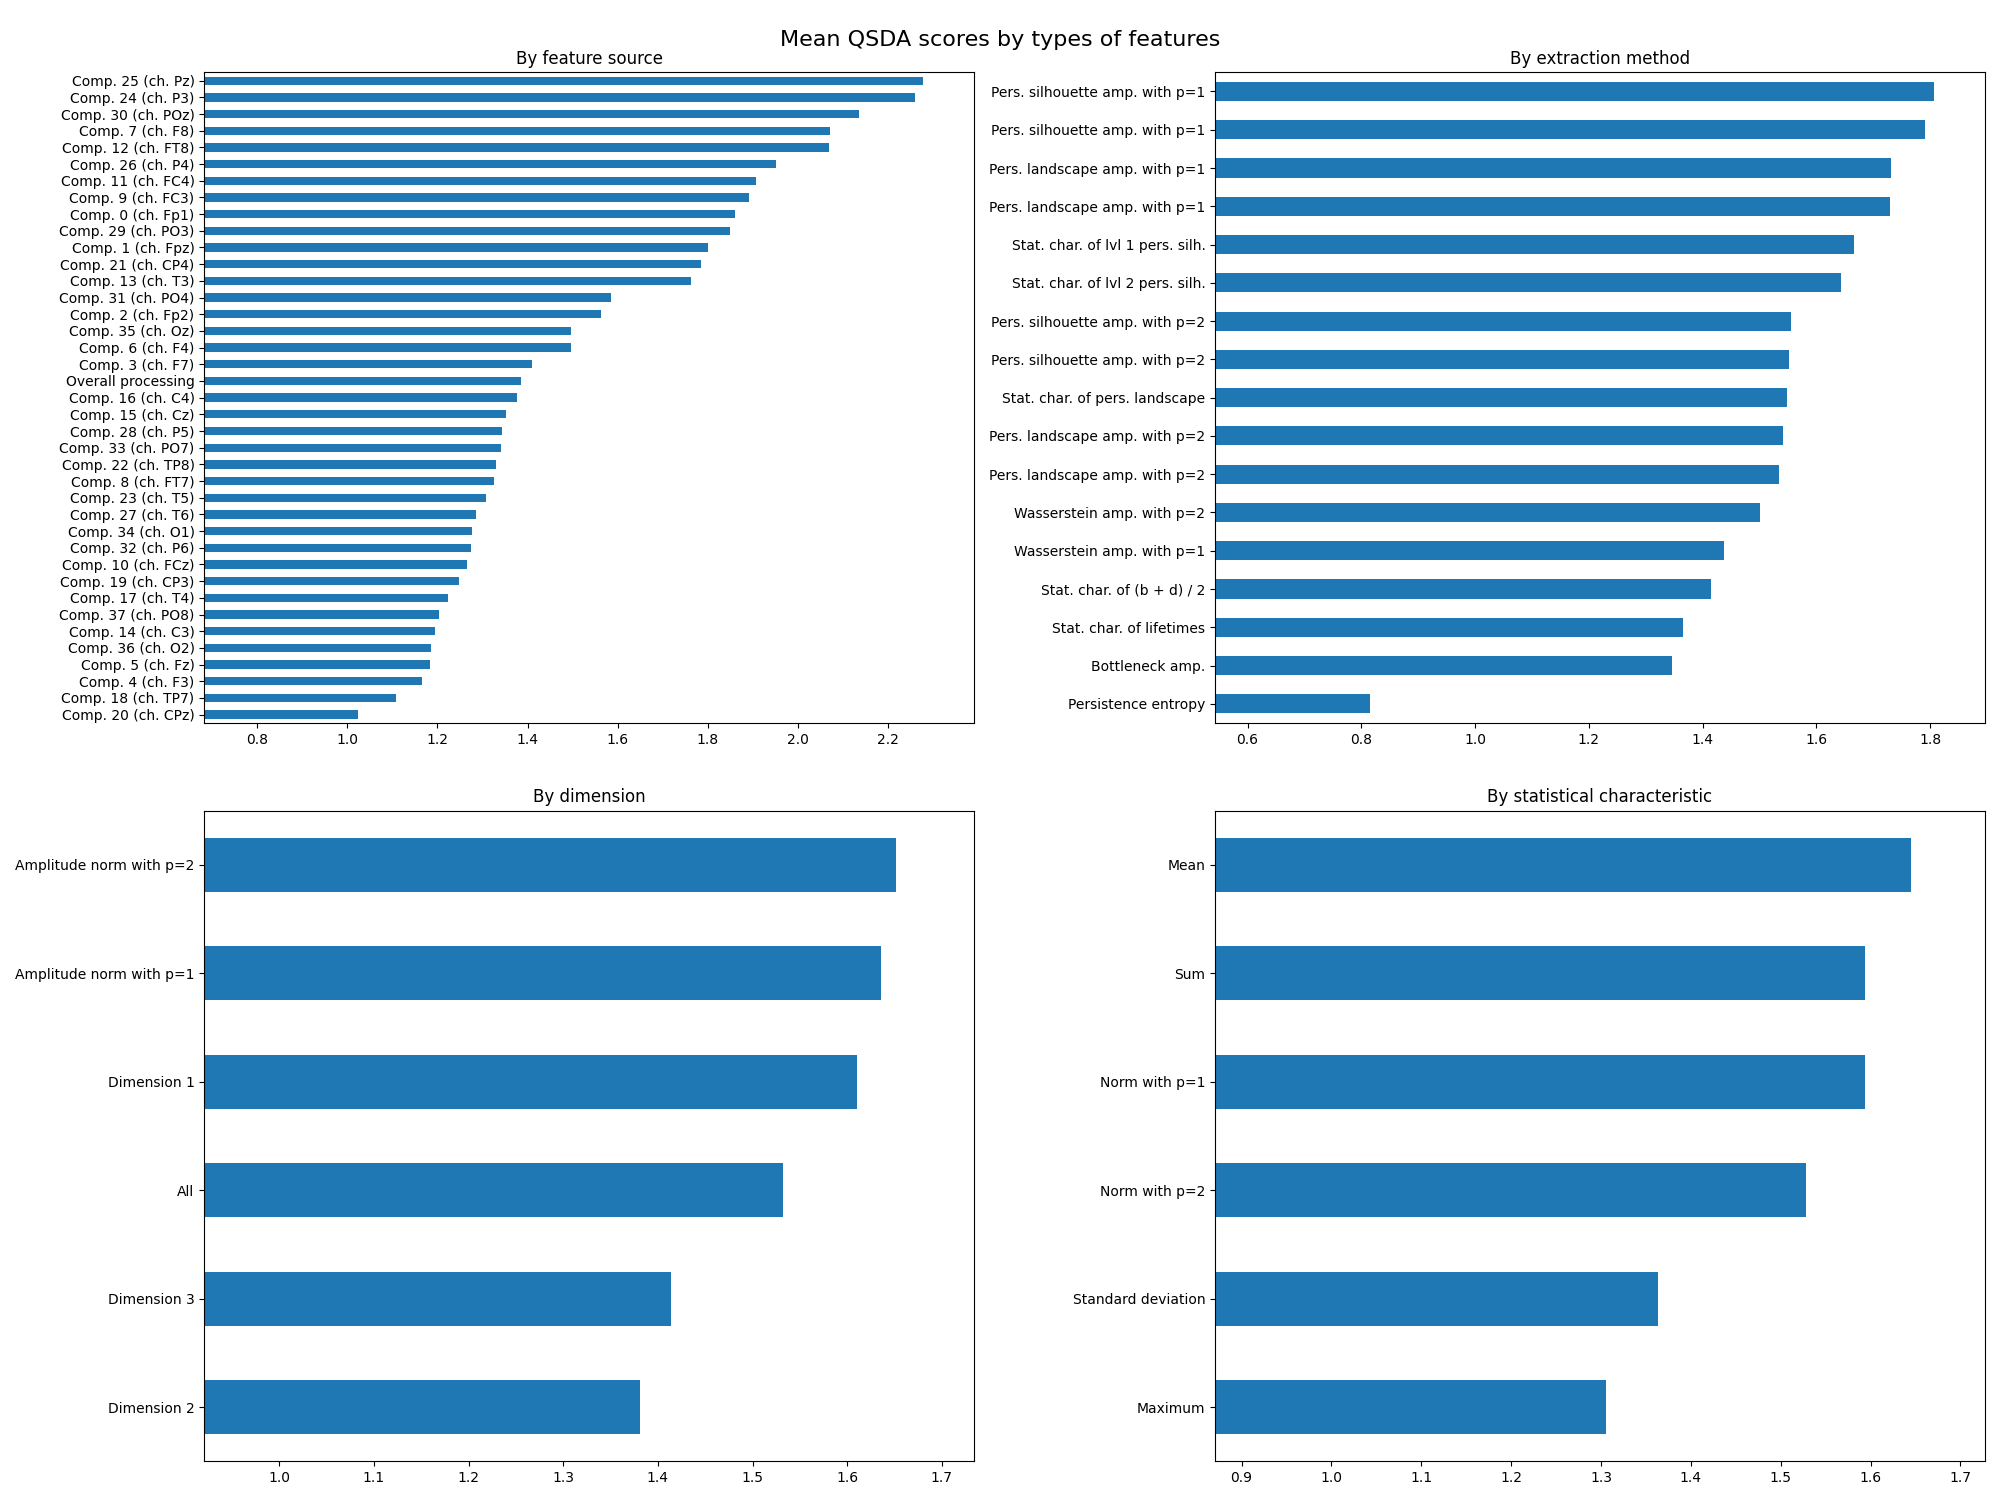 Mean QSDA scores by types of features
By feature source
Comp. 25 (ch. Pz)
Comp. 24 (ch. P3)
Comp. 30 (ch. POz)
Comp. 7 (ch. F8)
Comp. 12 (ch. FT8)
Comp. 26 (ch. P4)
Comp. 11 (ch. FC4)
Comp. 9 (ch. FC3)
Comp. 0 (ch. Fp1)
Comp. 29 (ch. PO3)
Comp. 1 (ch. Fpz)
Comp. 21 (ch. CP4)
Comp. 13 (ch. T3)
Comp. 31 (ch. PO4)
Comp. 2 (ch. Fp2)
Comp. 35 (ch. Oz)
Comp. 6 (ch. F4)
Comp. 3 (ch. F7)
Overall processing
Comp. 16 (ch. C4)
Comp. 15 (ch. Cz)
Comp. 28 (ch. P5)
Comp. 33 (ch. PO7)
Comp. 22 (ch. TP8)
Comp. 8 (ch. FT7)
Comp. 23 (ch. T5)
Comp. 27 (ch. T6)
Comp. 34 (ch. O1)
Comp. 32 (ch. P6)
Comp. 10 (ch. FCz)
Comp. 19 (ch. CP3)
Comp. 17 (ch. T4)
Comp. 37 (ch. PO8)
Comp. 14 (ch. C3)
Comp. 36 (ch. O2)
Comp. 5 (ch. Fz)
Comp. 4 (ch. F3)
Comp. 18 (ch. TP7)
Comp. 20 (ch. CPz)
0.8 1.0 1.2 1.4 1.6 1.8 2.0 2.2
By extraction method
Pers. silhouette amp. with p=1
Pers. silhouette amp. with p=1
Pers. landscape amp. with p=1
Pers. landscape amp. with p=1
Stat. char. of lvl 1 pers. silh.
Stat. char. of lvl 2 pers. silh.
Pers. silhouette amp. with p=2
Pers. silhouette amp. with p=2
Stat. char. of pers. landscape
Pers. landscape amp. with p=2
Pers. landscape amp. with p=2
Wasserstein amp. with p=2
Wasserstein amp. with p=1
Stat. char. of (b + d) / 2
Stat. char. of lifetimes
Bottleneck amp.
Persistence entropy
0.6 0.8 1.0 1.2 1.4 1.6 1.8
By dimension
Amplitude norm with p=2
Amplitude norm with p=1
Dimension 1
All
Dimension 3
Dimension 2
1.0 1.1 1.2 1.3 1.4 1.5 1.6 1.7
By statistical characteristic
Mean
Sum
Norm with p=1
Norm with p=2
Standard deviation
Maximum
0.9 1.0 1.1 1.2 1.3 1.4 1.5 1.6 1.7